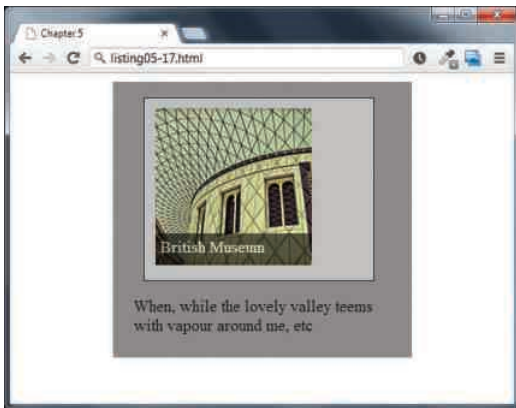 Chapter 5
listing05-17.html
British Museum
When, while the lovely valley teems
with vapour around me, etc